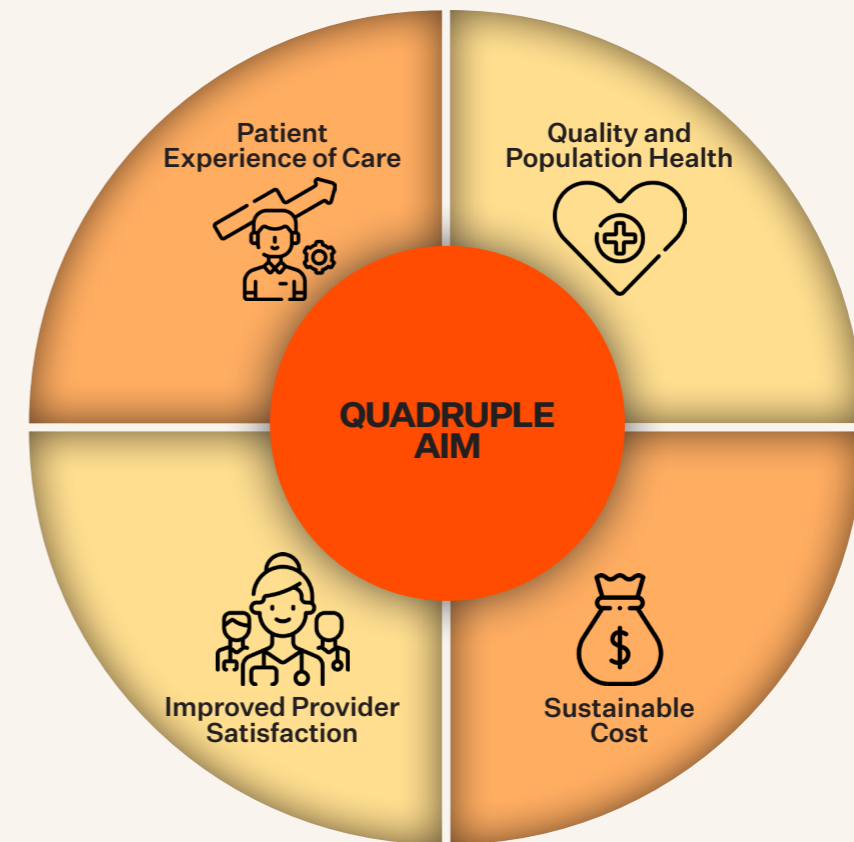 Patient
Experience of Care
Quality and
Population Health
QUADRUPLE
AIM
$
Improved Provider
Satisfaction
Sustainable
Cost